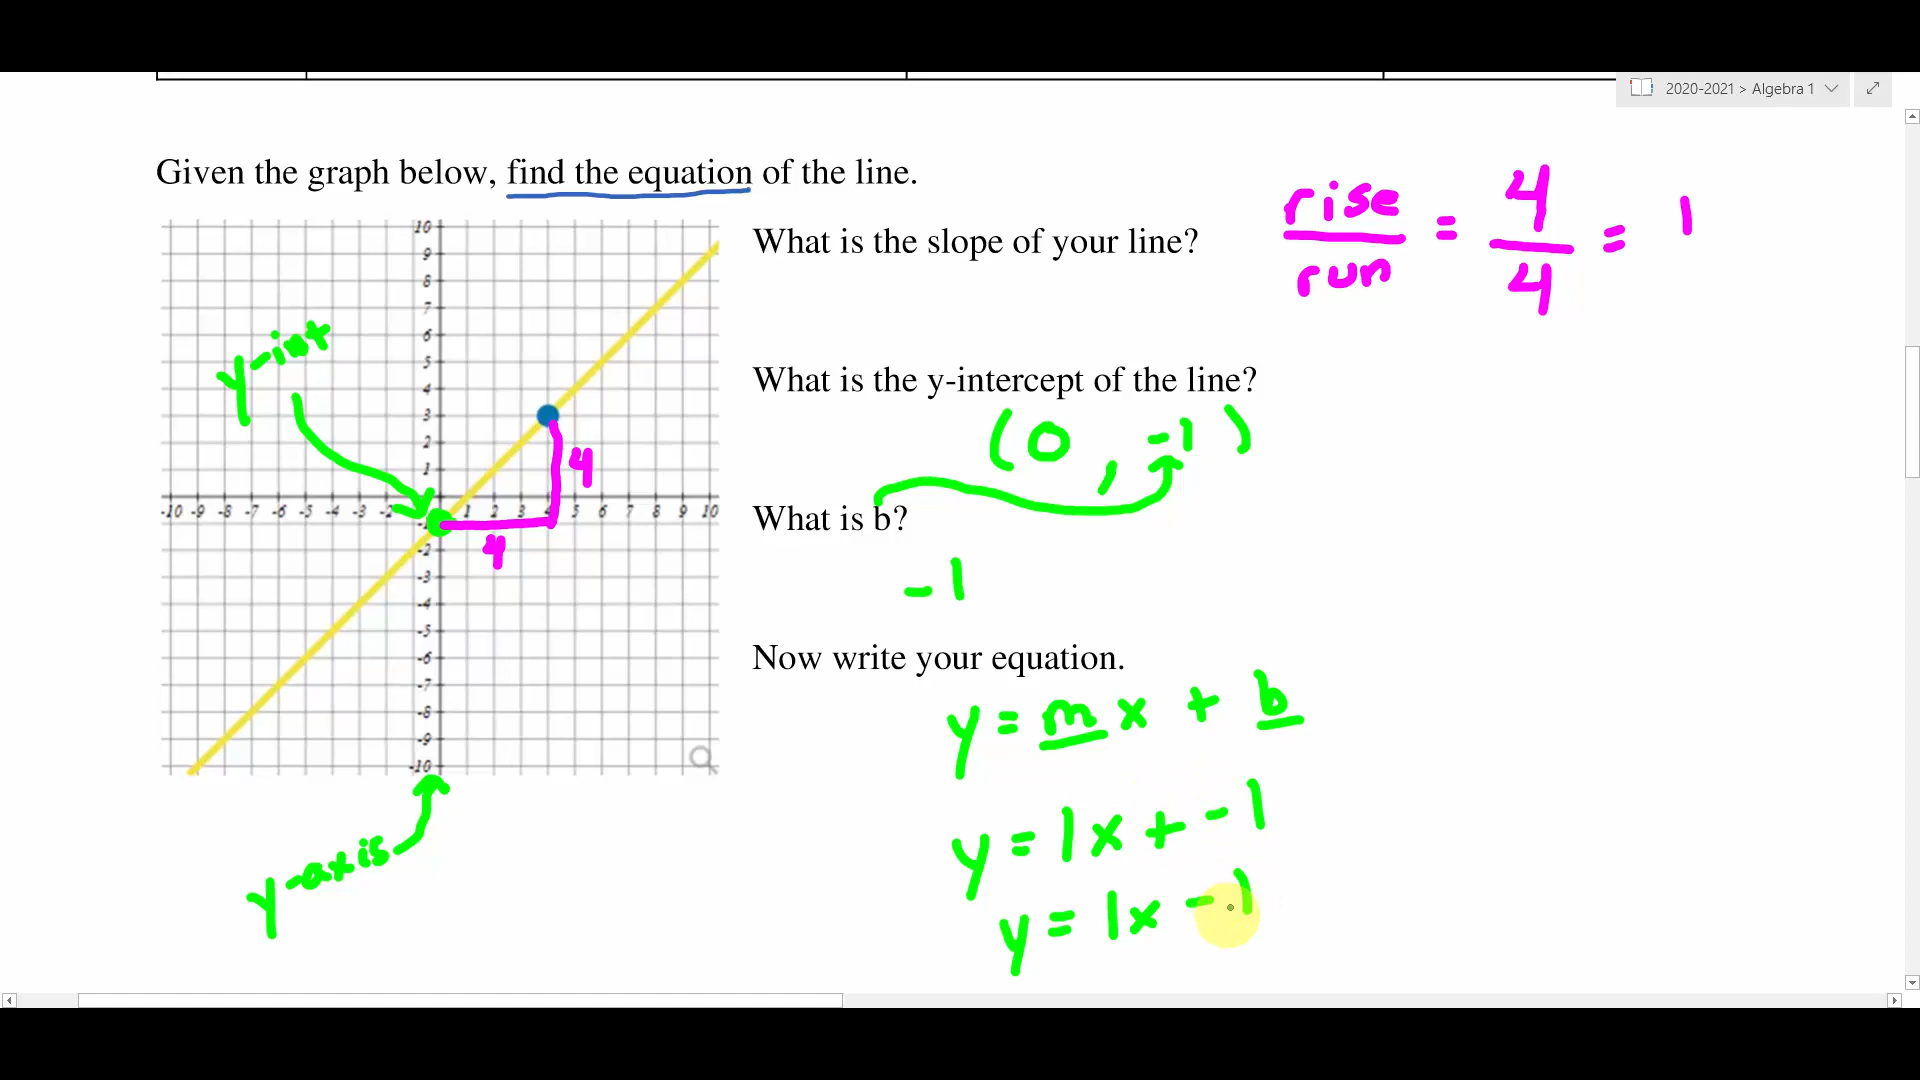 2020-2021 > Algebra 1
Given the graph below, find the equation of the line.
What is the slope of your line?
rise
run
= 4
4
= 1
What is the y-intercept of the line?
(0, -1)
What is b?
-1
Now write your equation.
y = mx + b
y = 1x + -1
y = 1x - 1
10
9
8
7
6
5
4
3
2
1
-10 -9 -8 -7 -6 -5 -4 -3 -2 1 2 3 4 5 6 7 8 9 10
-1
-2
-3
-4
-5
-6
-7
-8
-9
-10
y-int
4
4
y-axis